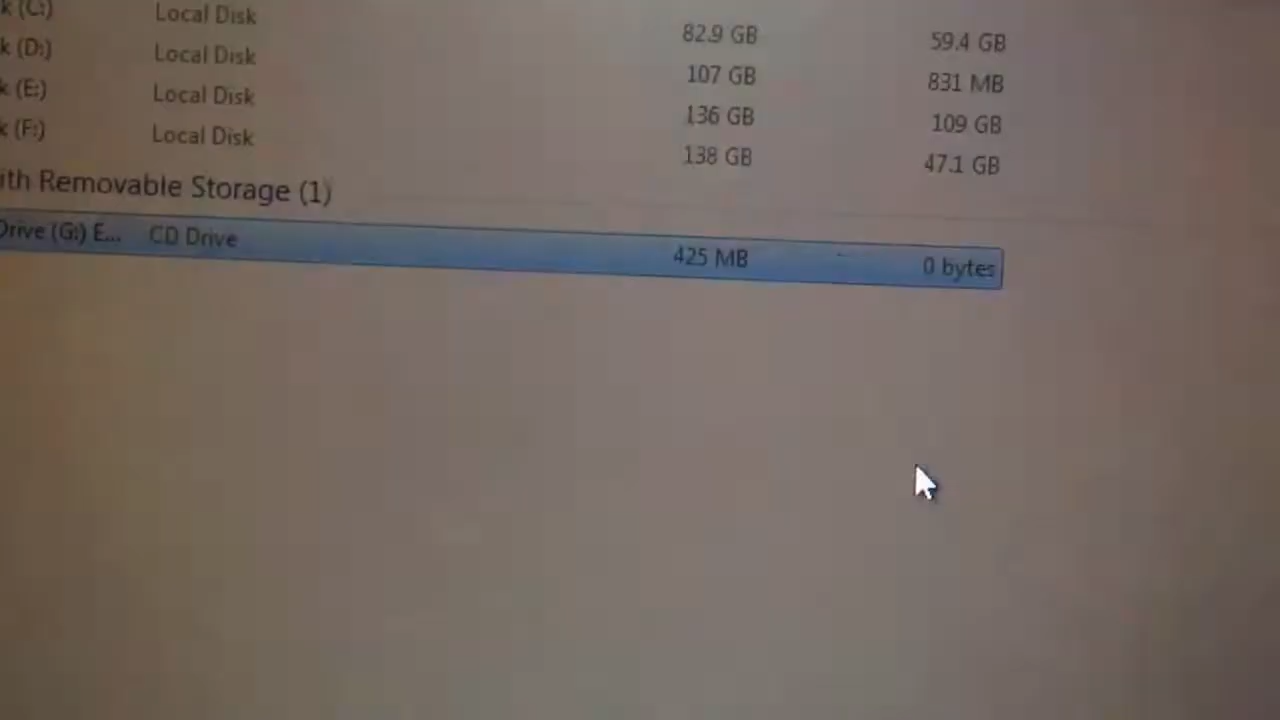 k (C:) Local Disk 82.9 GB 59.4 GB
k (D:) Local Disk 107 GB 831 MB
k (E:) Local Disk 136 GB 109 GB
k (F:) Local Disk 138 GB 47.1 GB
ith Removable Storage (1)
Drive (G:) E... CD Drive 425 MB 0 bytes